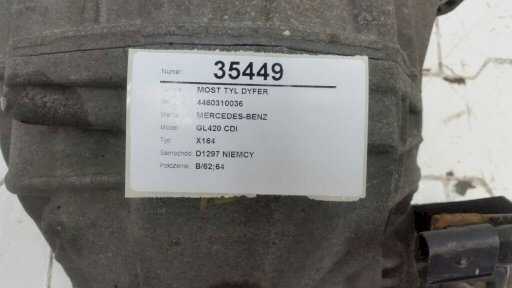 Numer: 35449
MOST TYL DYFER
4460310036
Marka MERCEDES-BENZ
Model: GL420 CDI
Typ: X164
Samochód: D1297 NIEMCY
Położenie: B/62;64